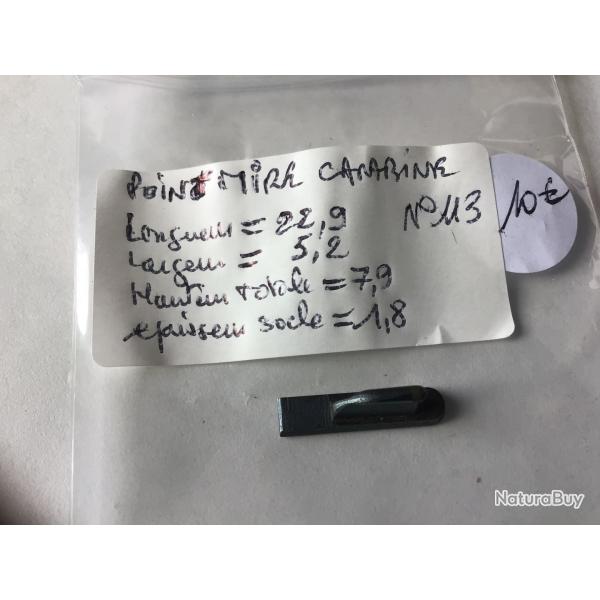 POINT MIRE CARABINE
N° 113
10€
Longueur = 22,9
Largeur = 5,2
Hauteur totale = 7,9
epaisseur socle = 1,8
NaturaBuy